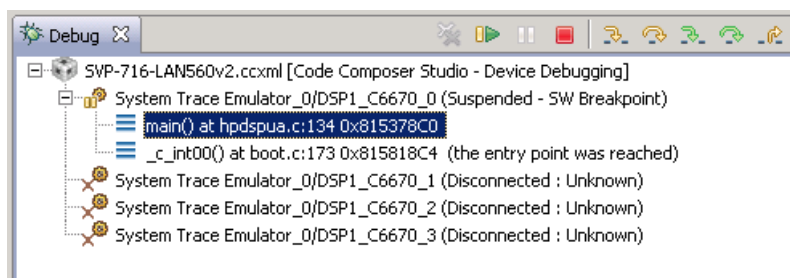 Debug
SVP-716-LAN560v2.ccxml [Code Composer Studio - Device Debugging]
System Trace Emulator_0/DSP1_C6670_0 (Suspended - SW Breakpoint)
main() at hpdspua.c:134 0x815378C0
_c_int00() at boot.c:173 0x815818C4 (the entry point was reached)
System Trace Emulator_0/DSP1_C6670_1 (Disconnected : Unknown)
System Trace Emulator_0/DSP1_C6670_2 (Disconnected : Unknown)
System Trace Emulator_0/DSP1_C6670_3 (Disconnected : Unknown)